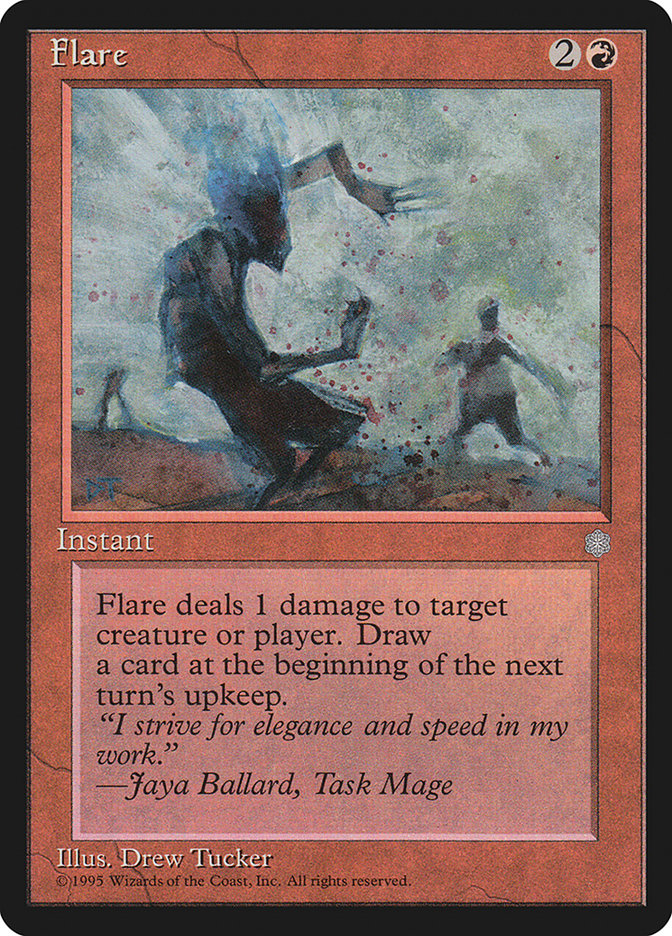 Flare 2
DT
Instant
Flare deals 1 damage to target
creature or player. Draw
a card at the beginning of the next
turn's upkeep.
“I strive for elegance and speed in my
work.”
—Jaya Ballard, Task Mage
Illus. Drew Tucker
©1995 Wizards of the Coast, Inc. All rights reserved.